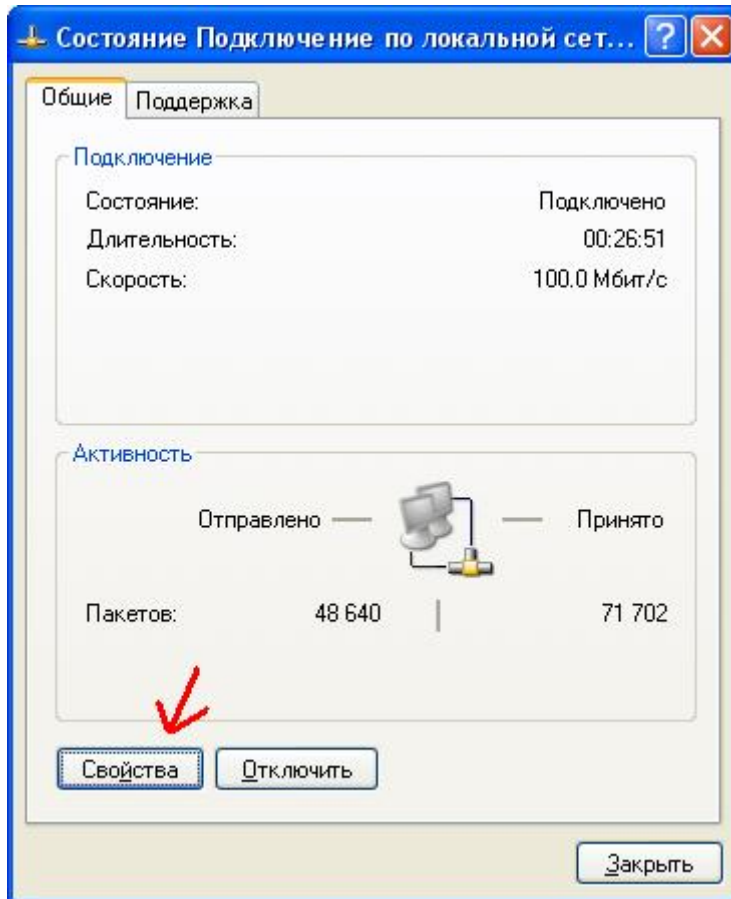 Состояние Подключение по локальной сет...
Общие Поддержка
Подключение
Состояние: Подключено
Длительность: 00:26:51
Скорость: 100.0 Мбит/с
Активность
Отправлено Принято
Пакетов: 48 640 71 702
Свойства Отключить
Закрыть